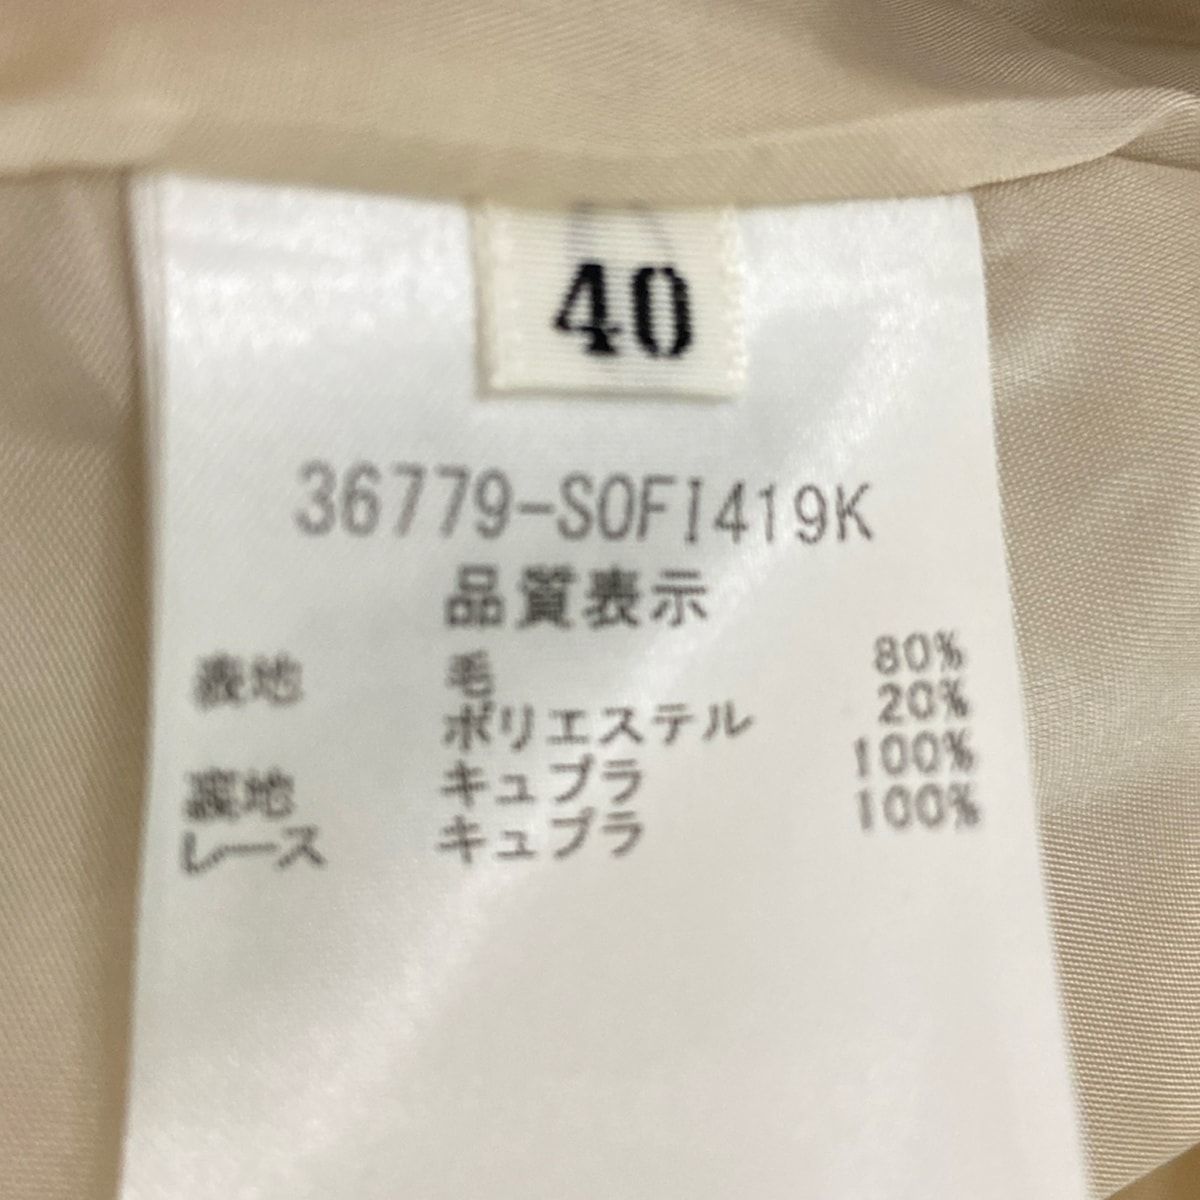 40
36779-SOFI419K
品質表示
表地 毛 80%
ポリエステル 20%
裏地 キュプラ 100%
レース キュプラ 100%